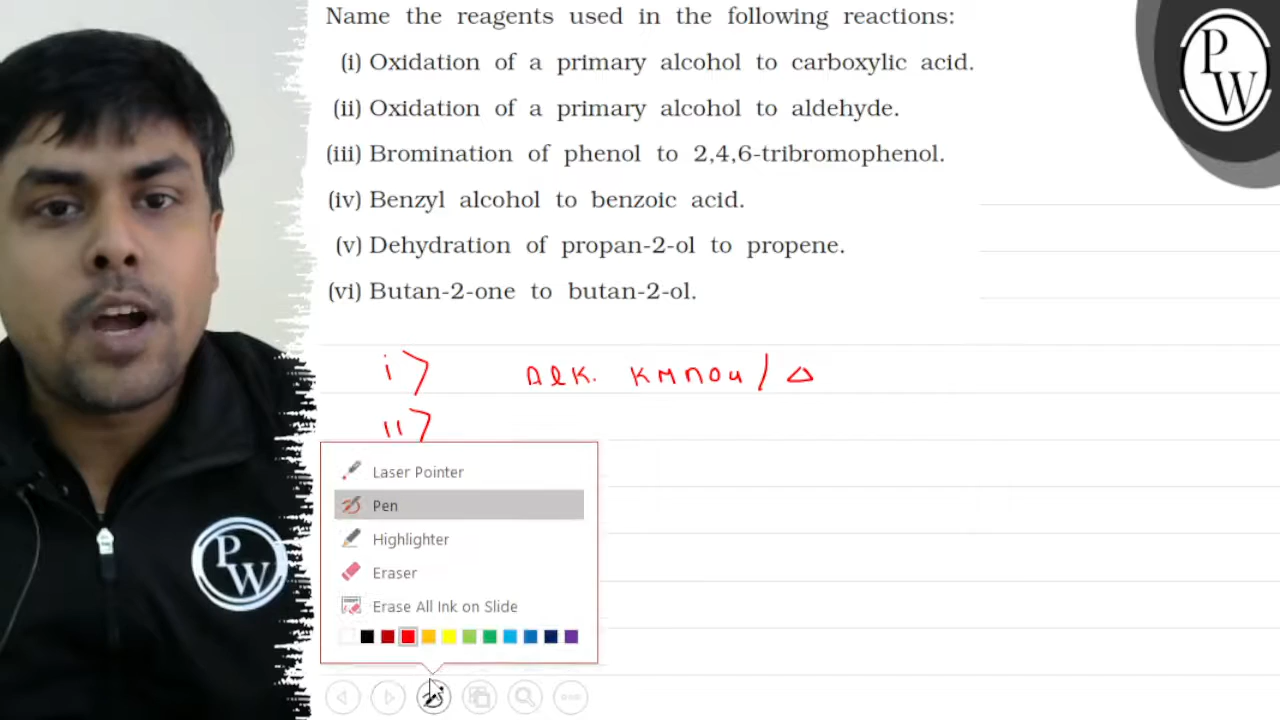 Name the reagents used in the following reactions:
(i) Oxidation of a primary alcohol to carboxylic acid.
(ii) Oxidation of a primary alcohol to aldehyde.
(iii) Bromination of phenol to 2,4,6-tribromophenol.
(iv) Benzyl alcohol to benzoic acid.
(v) Dehydration of propan-2-ol to propene.
(vi) Butan-2-one to butan-2-ol.
i> Alk. KMnO4 / Δ
ii>
Laser Pointer
Pen
Highlighter
Eraser
Erase All Ink on Slide
PW
PW